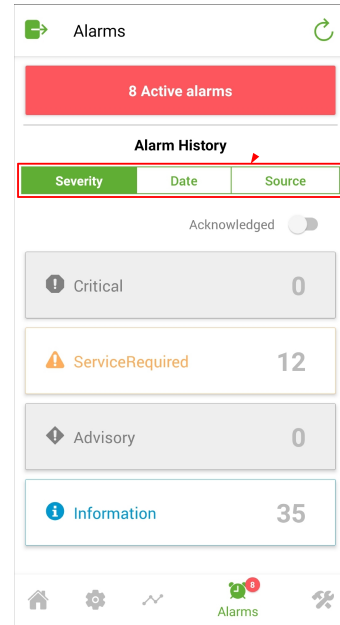 Alarms
8 Active alarms
Alarm History
Severity Date Source
Acknowledged
Critical 0
ServiceRequired 12
Advisory 0
Information 35
8
Alarms